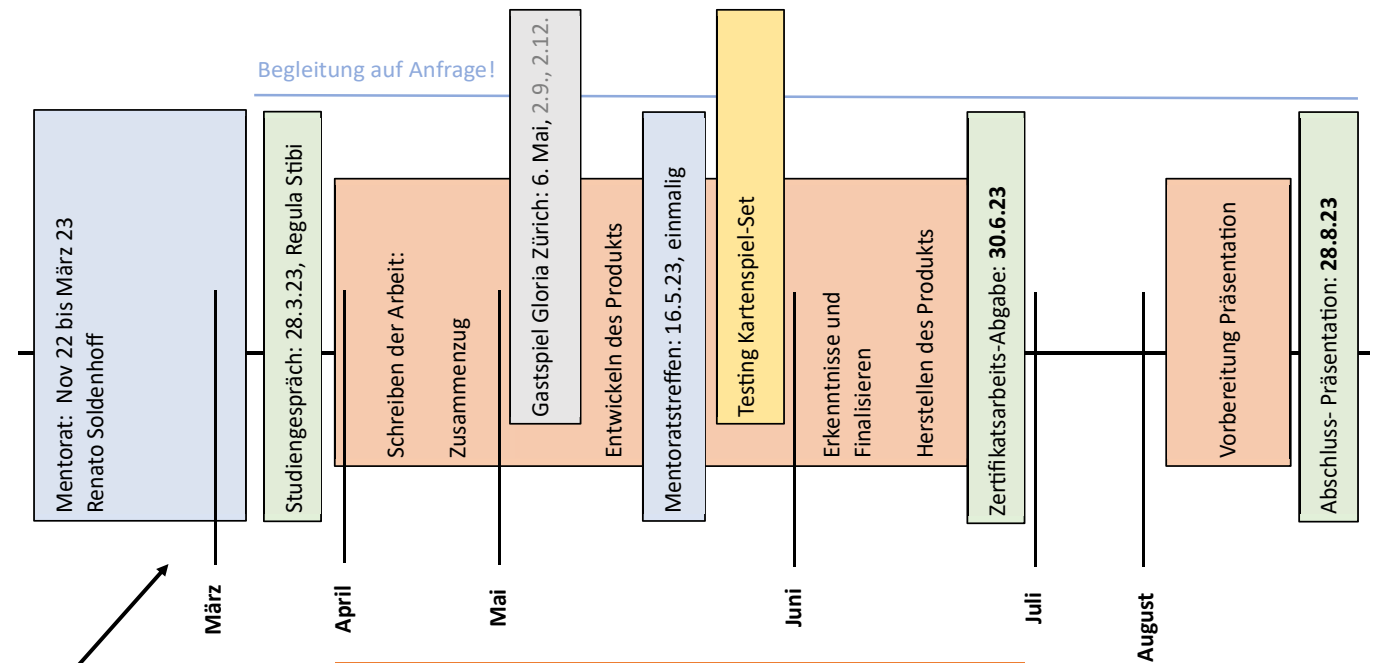 Begleitung auf Anfrage!
Mentorat: Nov 22 bis März 23
Renato Soldenhoff
Studiengespräch: 28.3.23, Regula Stibi
Schreiben der Arbeit:
Zusammenzug
Gastspiel Gloria Zürich: 6. Mai, 2.9., 2.12.
Entwickeln des Produkts
Mentoratstreffen: 16.5.23, einmalig
Testing Kartenspiel-Set
Erkenntnisse und
Finalisieren
Herstellen des Produkts
Zertifikatsarbeits-Abgabe: 30.6.23
Vorbereitung Präsentation
Abschluss- Präsentation: 28.8.23
März
April
Mai
Juni
Juli
August